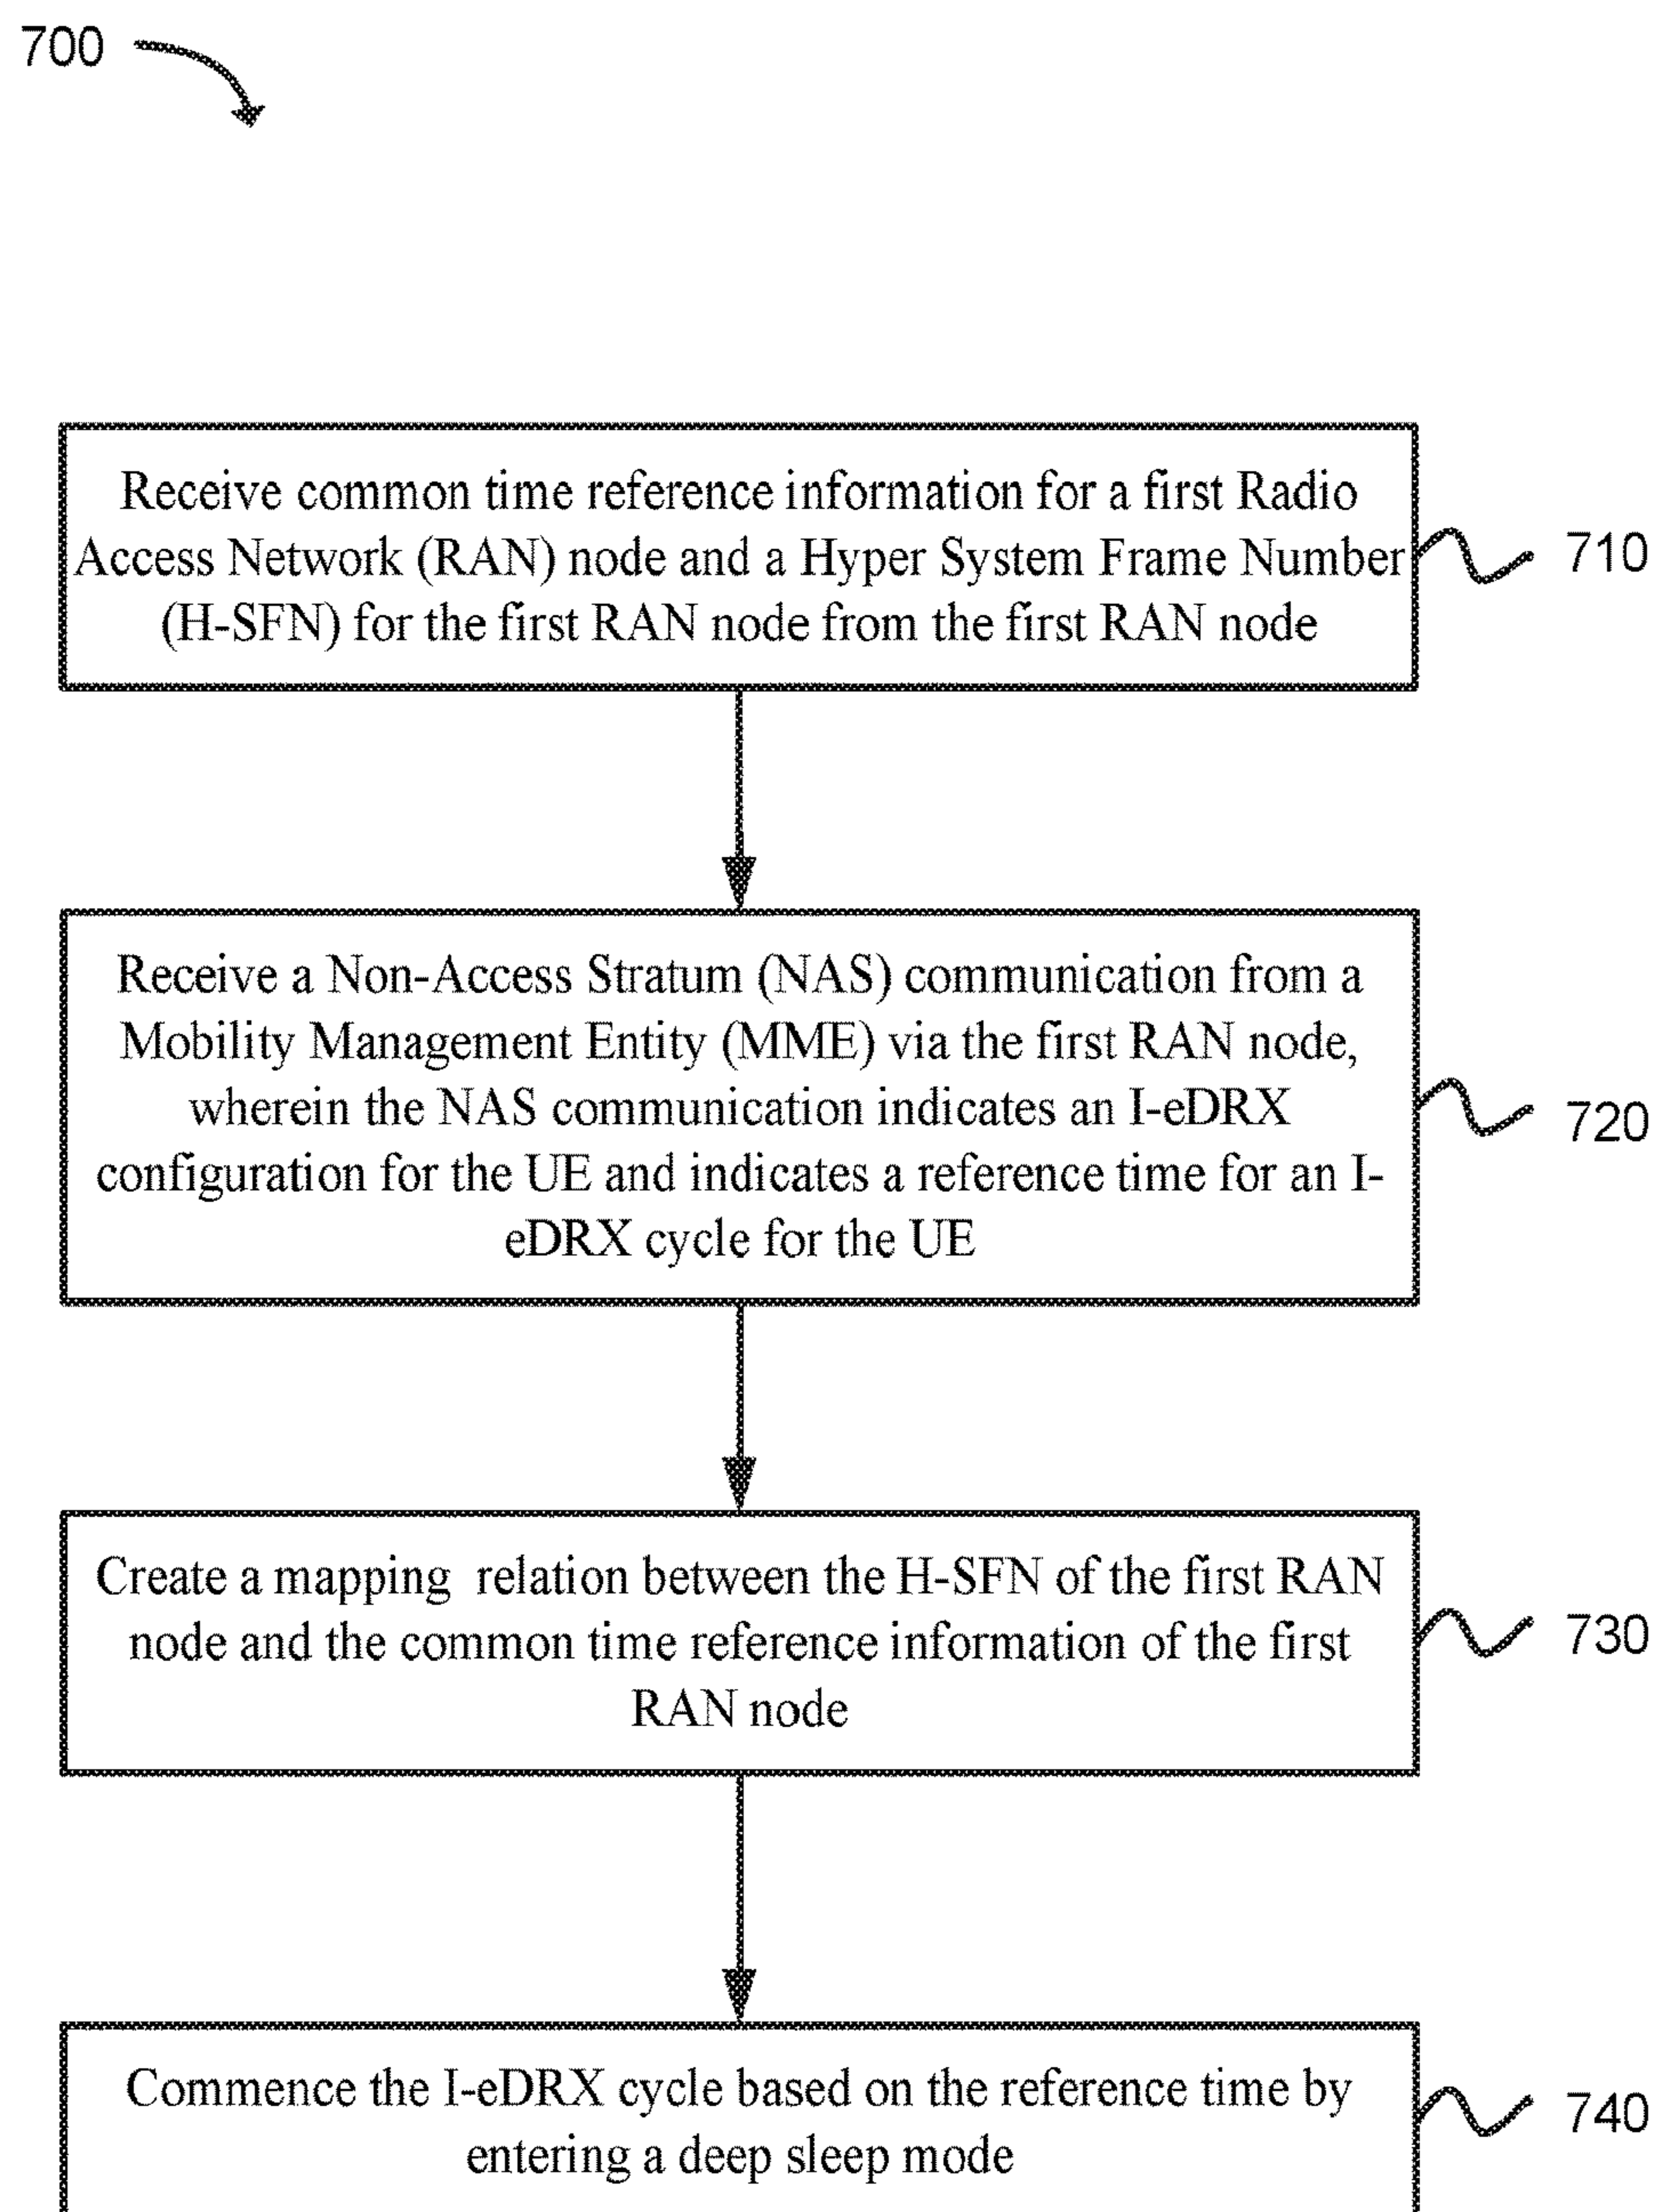 700
Receive common time reference information for a first Radio
Access Network (RAN) node and a Hyper System Frame Number
(H-SFN) for the first RAN node from the first RAN node
710
Receive a Non-Access Stratum (NAS) communication from a
Mobility Management Entity (MME) via the first RAN node,
wherein the NAS communication indicates an I-eDRX
configuration for the UE and indicates a reference time for an I-
eDRX cycle for the UE
720
Create a mapping relation between the H-SFN of the first RAN
node and the common time reference information of the first
RAN node
730
Commence the I-eDRX cycle based on the reference time by
entering a deep sleep mode
740